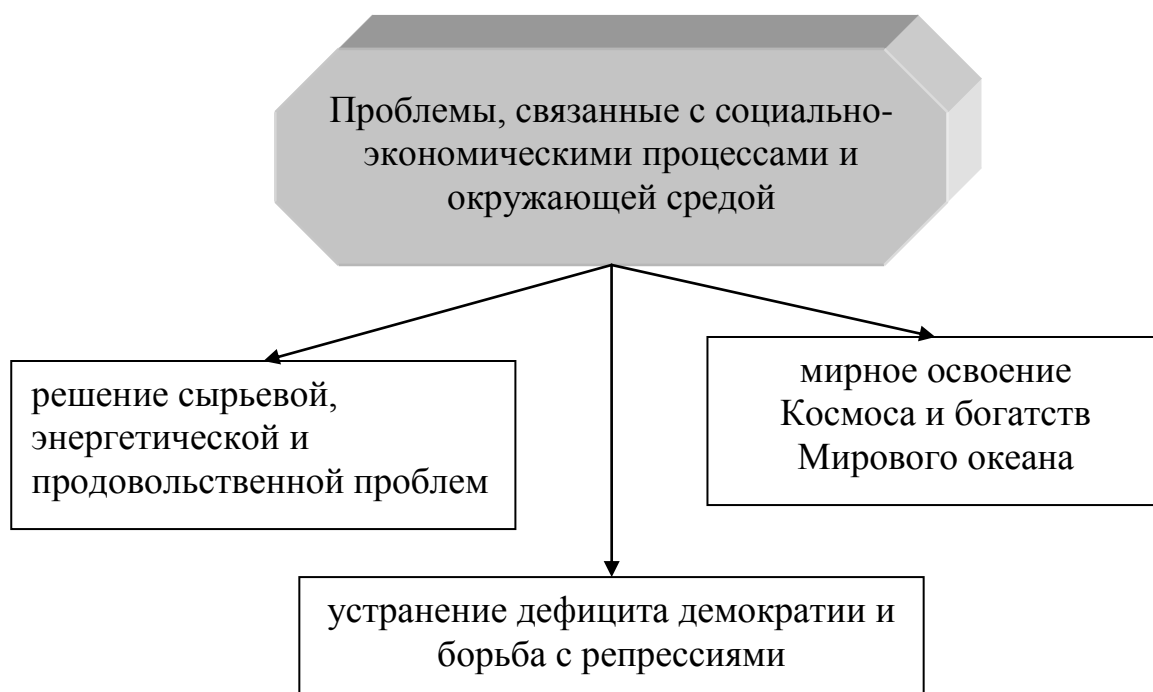 Проблемы, связанные с социально-
экономическими процессами и
окружающей средой
решение сырьевой,
энергетической и
продовольственной проблем
мирное освоение
Космоса и богатств
Мирового океана
устранение дефицита демократии и
борьба с репрессиями